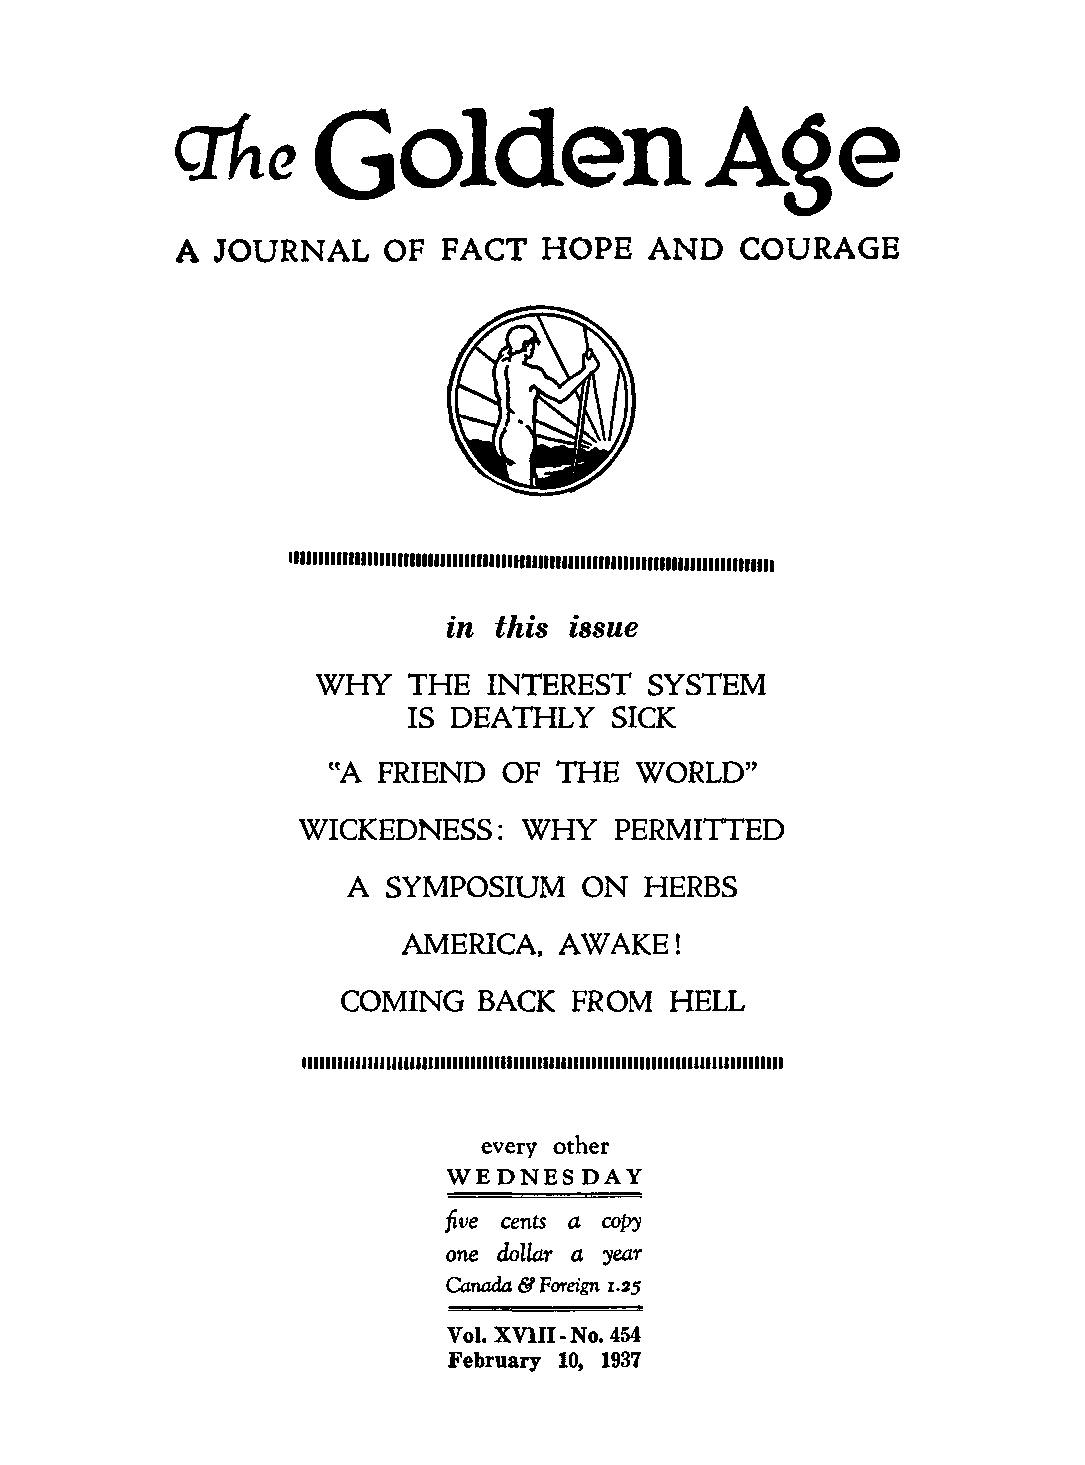 The Golden Age
A JOURNAL OF FACT HOPE AND COURAGE
in this issue
WHY THE INTEREST SYSTEM
IS DEATHLY SICK
"A FRIEND OF THE WORLD"
WICKEDNESS: WHY PERMITTED
A SYMPOSIUM ON HERBS
AMERICA, AWAKE!
COMING BACK FROM HELL
every other
WEDNESDAY
five cents a copy
one dollar a year
Canada & Foreign 1.25
Vol. XVIII - No. 454
February 10, 1937